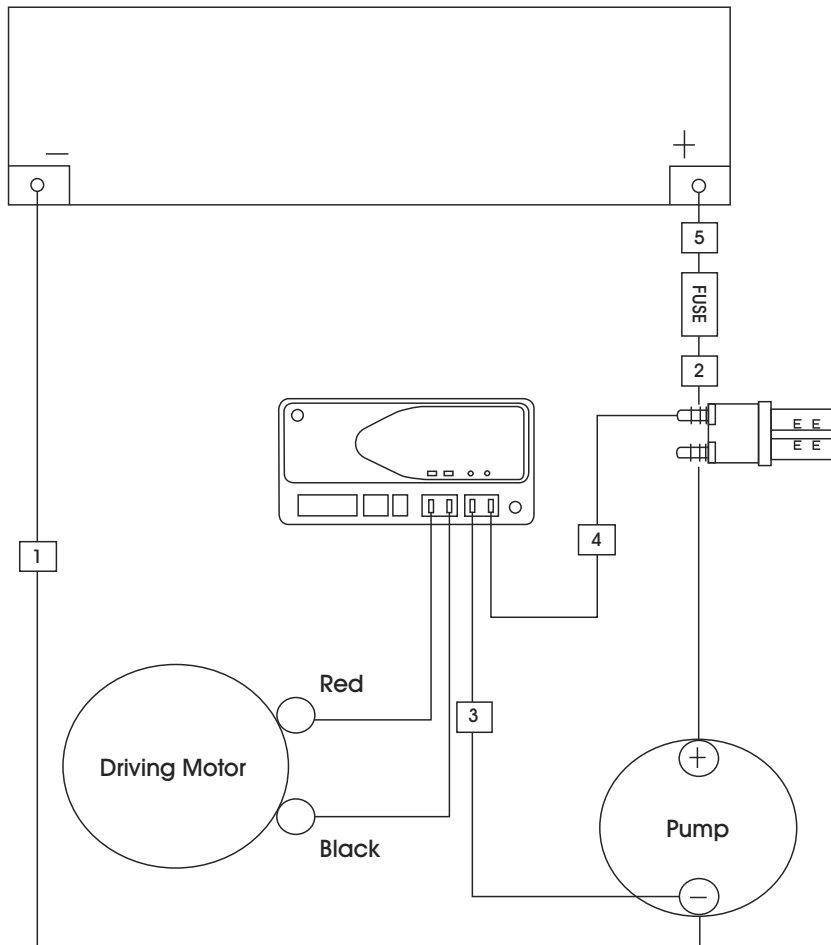 −
+
5
FUSE
2
E E
E E
1
4
Red
3
+
Driving Motor
Pump
Black
−